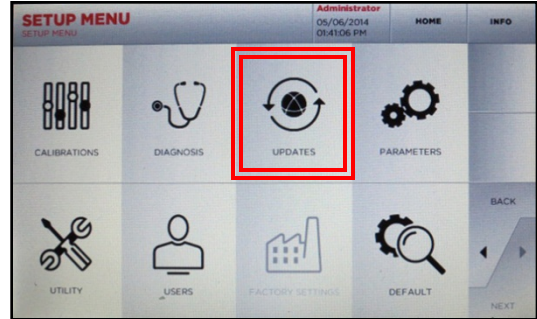 SETUP MENU
SETUP MENU
Administrator
05/06/2014
01:41:06 PM
HOME
INFO
CALIBRATIONS
DIAGNOSIS
UPDATES
PARAMETERS
BACK
UTILITY
USERS
FACTORY SETTINGS
DEFAULT
NEXT